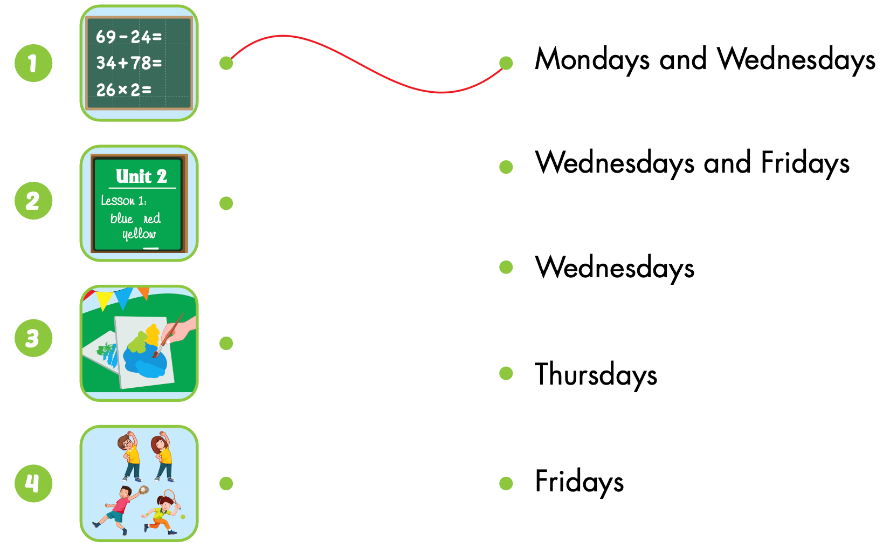 1
69-24=
34+78=
26×2=
Mondays and Wednesdays
2
Unit 2
Lesson 1:
blue red
yellow
Wednesdays and Fridays
Wednesdays
3
Thursdays
4
Fridays